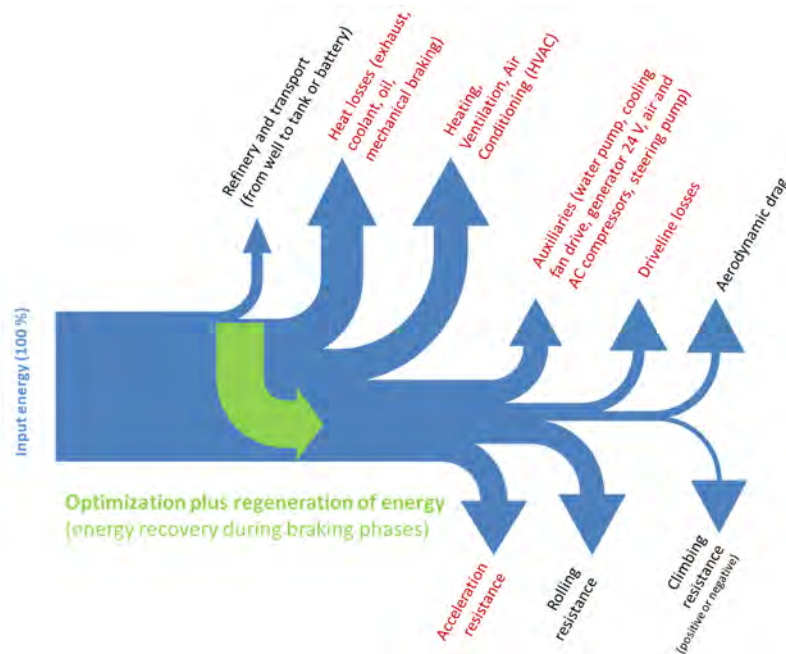 Refinery and transport
(from well to tank or battery)
Heat losses (exhaust,
coolant, oil,
mechanical braking)
Heating,
Ventilation, Air
Conditioning (HVAC)
Auxiliaries (water pump, cooling
fan drive, generator 24 V, air and
AC compressors, steering pump)
Driveline losses
Aerodynamic drag
Input energy (100 %)
Optimization plus regeneration of energy
(energy recovery during braking phases)
Acceleration
resistance
Rolling
resistance
Climbing
resistance
(positive or negative)